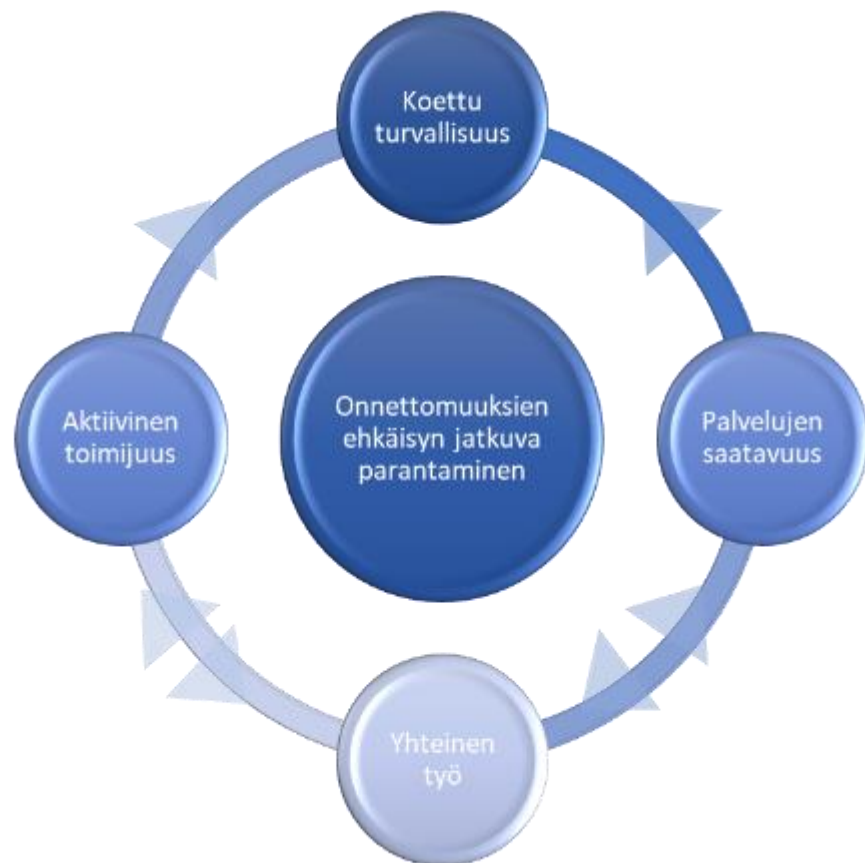 Koettu
turvallisuus
Onnettomuuksien
ehkäisyn jatkuva
parantaminen
Aktiivinen
toimijuus
Palvelujen
saatavuus
Yhteinen
työ